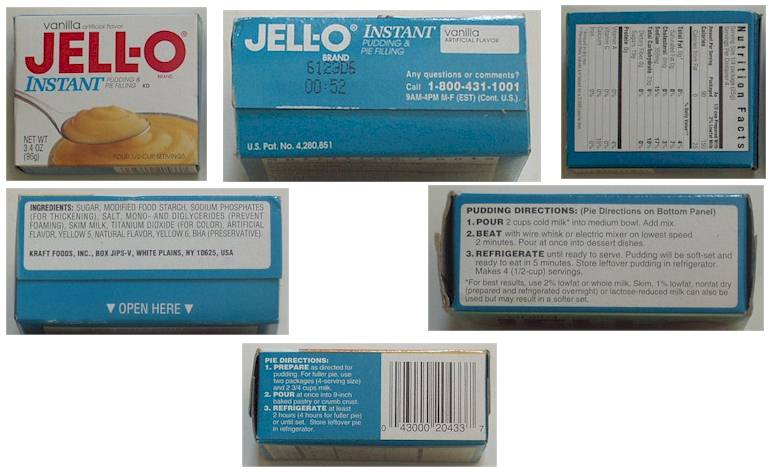 vanilla artificial flavor
JELL-O®
BRAND
INSTANT PUDDING & PIE FILLING KD
NET WT
3.4 OZ
(96g)
FOUR 1/2-CUP SERVINGS
JELL-O®
BRAND
INSTANT
PUDDING &
PIE FILLING
vanilla
ARTIFICIAL FLAVOR
00:52
Any questions or comments?
Call 1-800-431-1001
9AM-4PM M-F (EST) (Cont. U.S.).
U.S. Pat. No. 4,280,851
Nutrition Facts
INGREDIENTS: SUGAR, MODIFIED FOOD STARCH, SODIUM PHOSPHATES
(FOR THICKENING), SALT, MONO- AND DIGLYCERIDES (PREVENT
FOAMING), SKIM MILK, TITANIUM DIOXIDE (FOR COLOR), ARTIFICIAL
FLAVOR, YELLOW 5, NATURAL FLAVOR, YELLOW 6, BHA (PRESERVATIVE).
KRAFT FOODS, INC., BOX JIPS-V, WHITE PLAINS, NY 10625, USA
▼ OPEN HERE ▼
PUDDING DIRECTIONS: (Pie Directions on Bottom Panel)
1. POUR 2 cups cold milk* into medium bowl. Add mix.
2. BEAT with wire whisk or electric mixer on lowest speed
2 minutes. Pour at once into dessert dishes.
3. REFRIGERATE until ready to serve. Pudding will be soft-set and
ready to eat in 5 minutes. Store leftover pudding in refrigerator.
Makes 4 (1/2-cup) servings.
*For best results, use 2% lowfat or whole milk. Skim, 1% lowfat, nonfat dry
(prepared and refrigerated overnight) or lactose-reduced milk can also be
used but may result in a softer set.
PIE DIRECTIONS:
1. PREPARE as directed for
pudding. For fuller pie, use
two packages (4-serving size)
and 2 3/4 cups milk.
2. POUR at once into 9-inch
baked pastry or crumb crust.
3. REFRIGERATE at least
2 hours (4 hours for fuller pie)
or until set. Store leftover pie
in refrigerator.
0 43000 20433 7